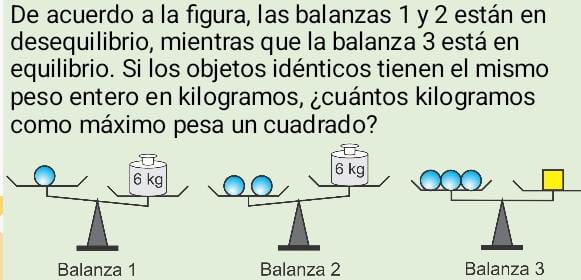 De acuerdo a la figura, las balanzas 1 y 2 están en
desequilibrio, mientras que la balanza 3 está en
equilibrio. Si los objetos idénticos tienen el mismo
peso entero en kilogramos, ¿cuántos kilogramos
como máximo pesa un cuadrado?
6 kg
6 kg
Balanza 1
Balanza 2
Balanza 3